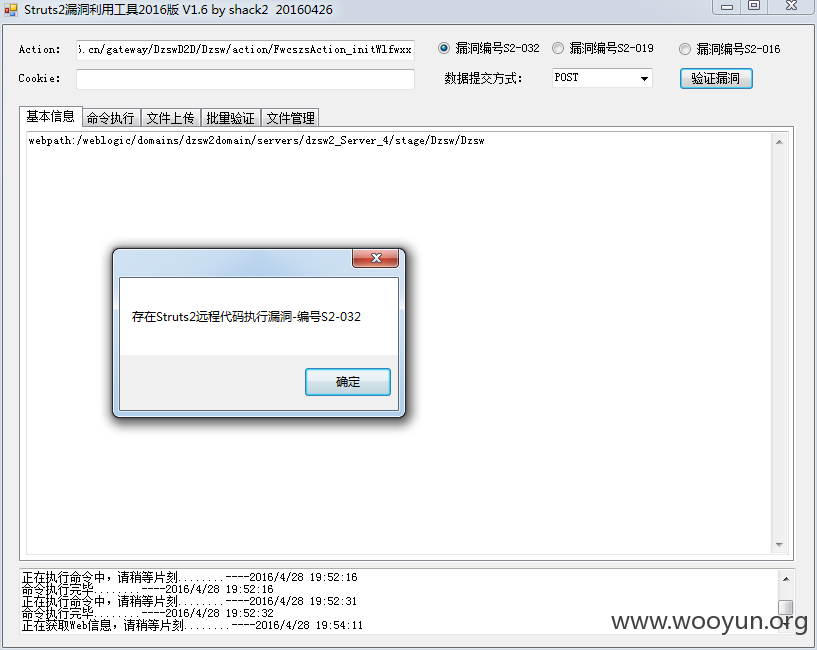 Struts2漏洞利用工具2016版 V1.6 by shack2 20160426
Action: .cn/gateway/DzswD2D/Dzsw/action/FwcszsAction_initWlfwxx
漏洞编号S2-032 漏洞编号S2-019 漏洞编号S2-016
Cookie: 数据提交方式: POST 验证漏洞
基本信息 命令执行 文件上传 批量验证 文件管理
webpath:/weblogic/domains/dzsw2domain/servers/dzsw2_Server_4/stage/Dzsw/Dzsw
存在Struts2远程代码执行漏洞-编号S2-032
确定
正在执行命令中，请稍等片刻........----2016/4/28 19:52:16
命令执行完毕........----2016/4/28 19:52:16
正在执行命令中，请稍等片刻........----2016/4/28 19:52:31
命令执行完毕........----2016/4/28 19:52:32
正在获取Web信息，请稍等片刻........----2016/4/28 19:54:11
www.wooyun.org